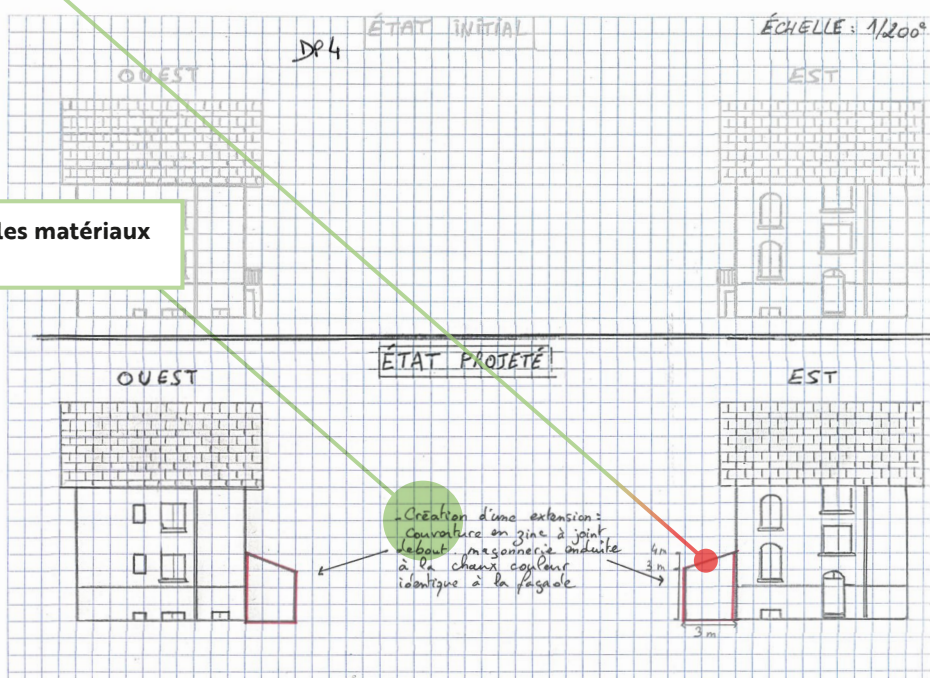 ÉTAT INITIAL
ÉCHELLE : 1/200e
DP4
OUEST
EST
les matériaux
ÉTAT PROJETÉ
OUEST
EST
- Création d'une extension :
Couverture en zinc à joint
debout, maçonnerie enduite
à la chaux couleur
identique à la façade
4m
3m
3m